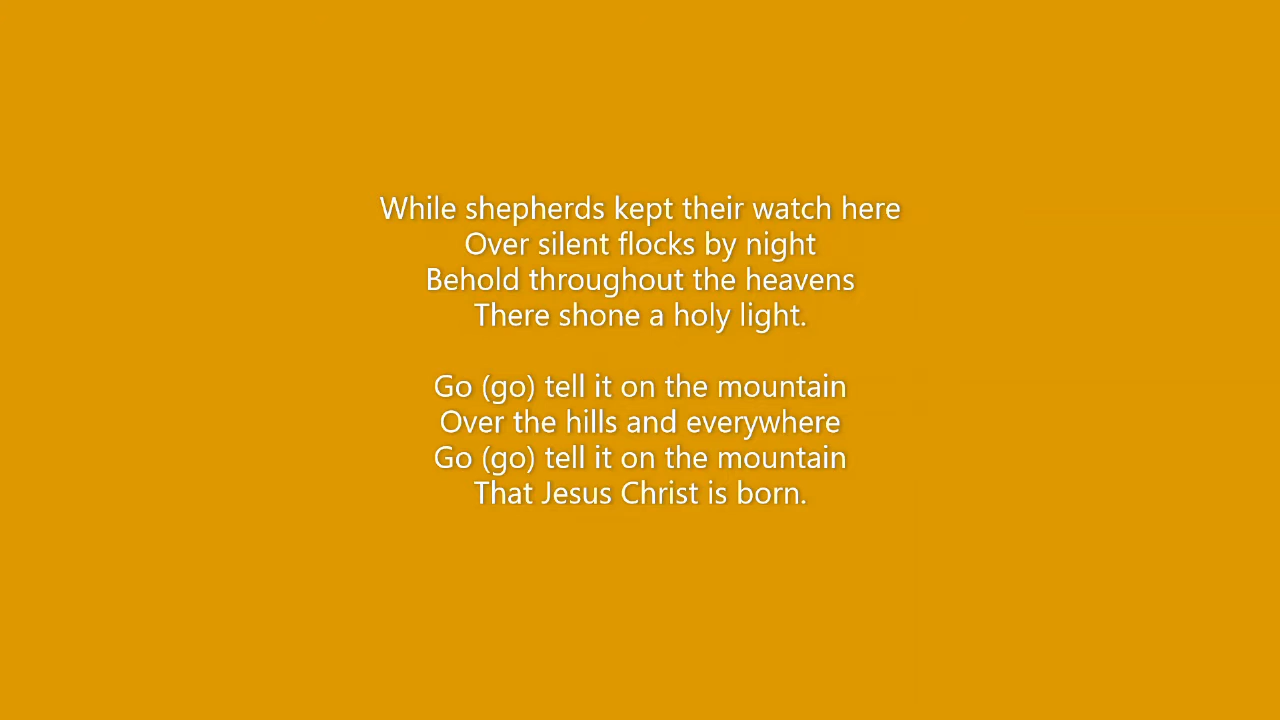 While shepherds kept their watch here
Over silent flocks by night
Behold throughout the heavens
There shone a holy light.
Go (go) tell it on the mountain
Over the hills and everywhere
Go (go) tell it on the mountain
That Jesus Christ is born.